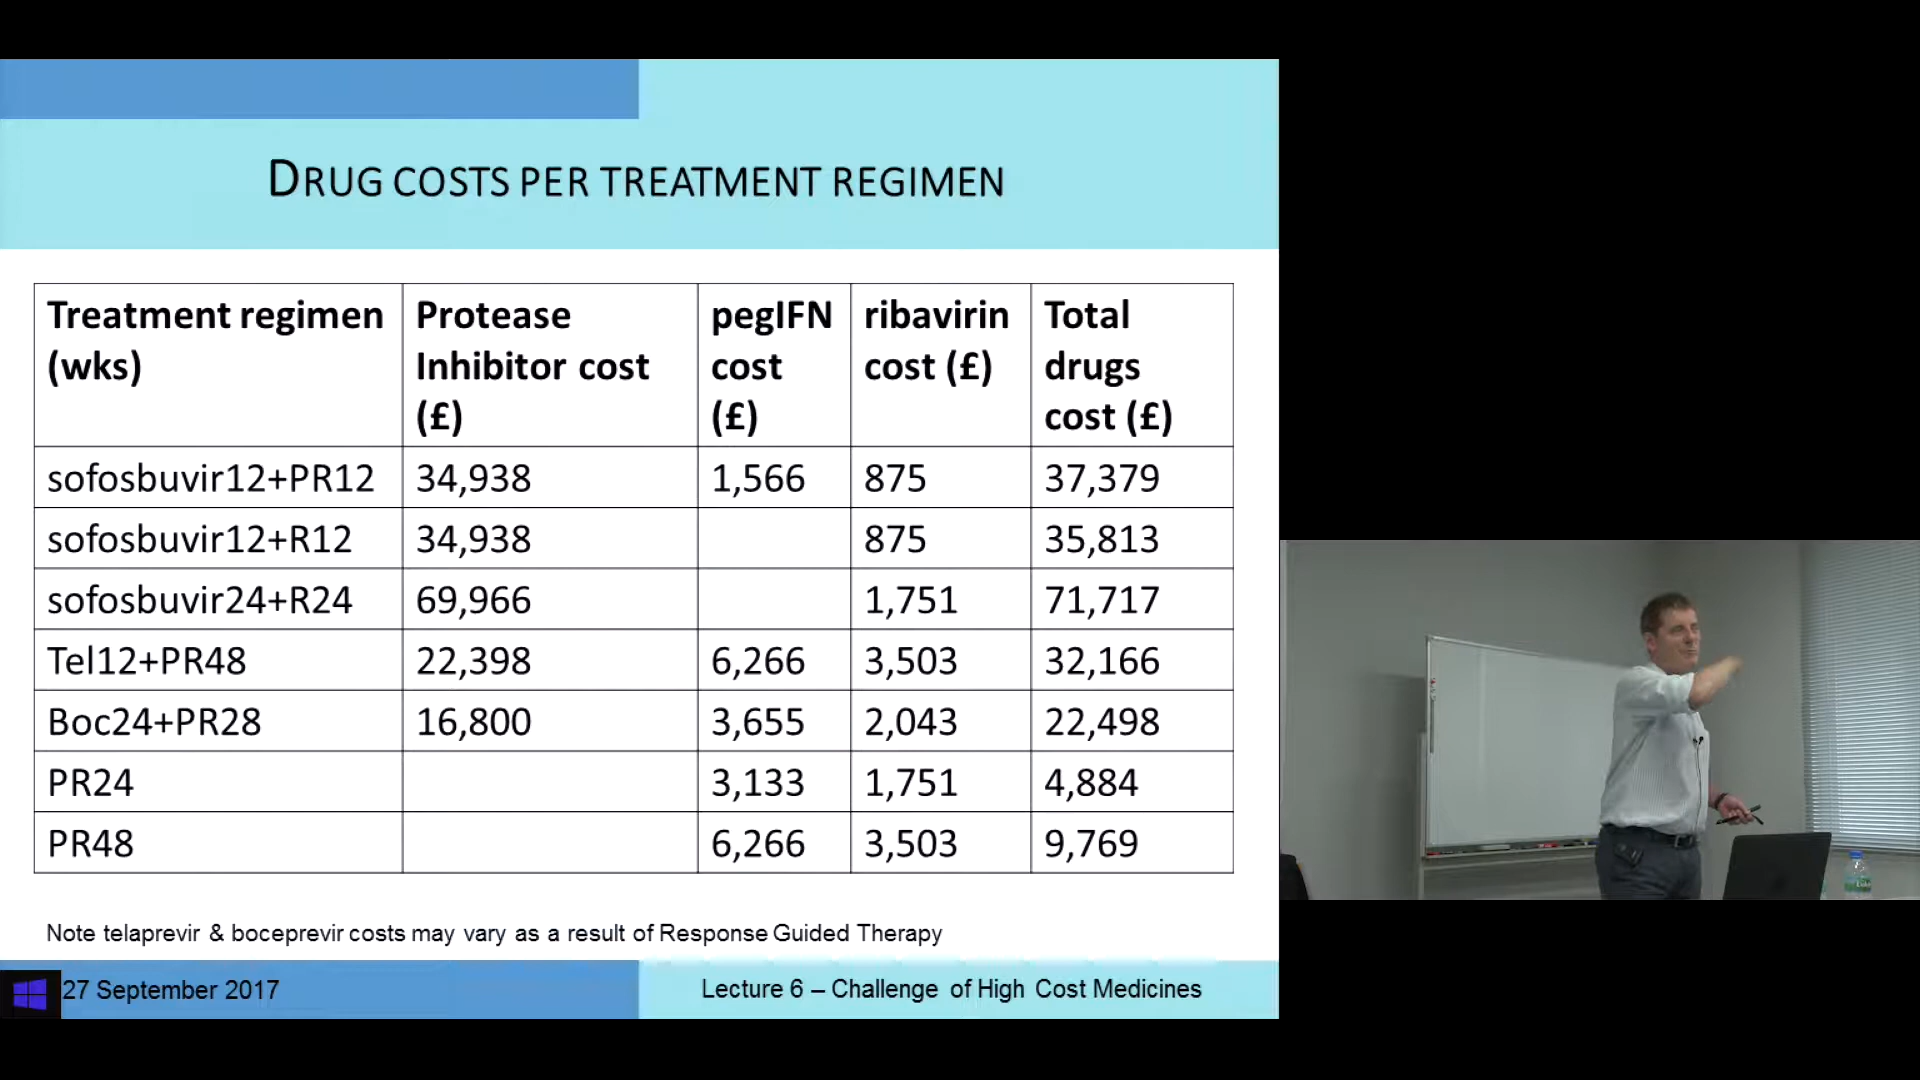 DRUG COSTS PER TREATMENT REGIMEN
Treatment regimen (wks) Protease Inhibitor cost (£) pegIFN cost (£) ribavirin cost (£) Total drugs cost (£)
sofosbuvir12+PR12 34,938 1,566 875 37,379
sofosbuvir12+R12 34,938 875 35,813
sofosbuvir24+R24 69,966 1,751 71,717
Tel12+PR48 22,398 6,266 3,503 32,166
Boc24+PR28 16,800 3,655 2,043 22,498
PR24 3,133 1,751 4,884
PR48 6,266 3,503 9,769
Note telaprevir & boceprevir costs may vary as a result of Response Guided Therapy
27 September 2017
Lecture 6 – Challenge of High Cost Medicines